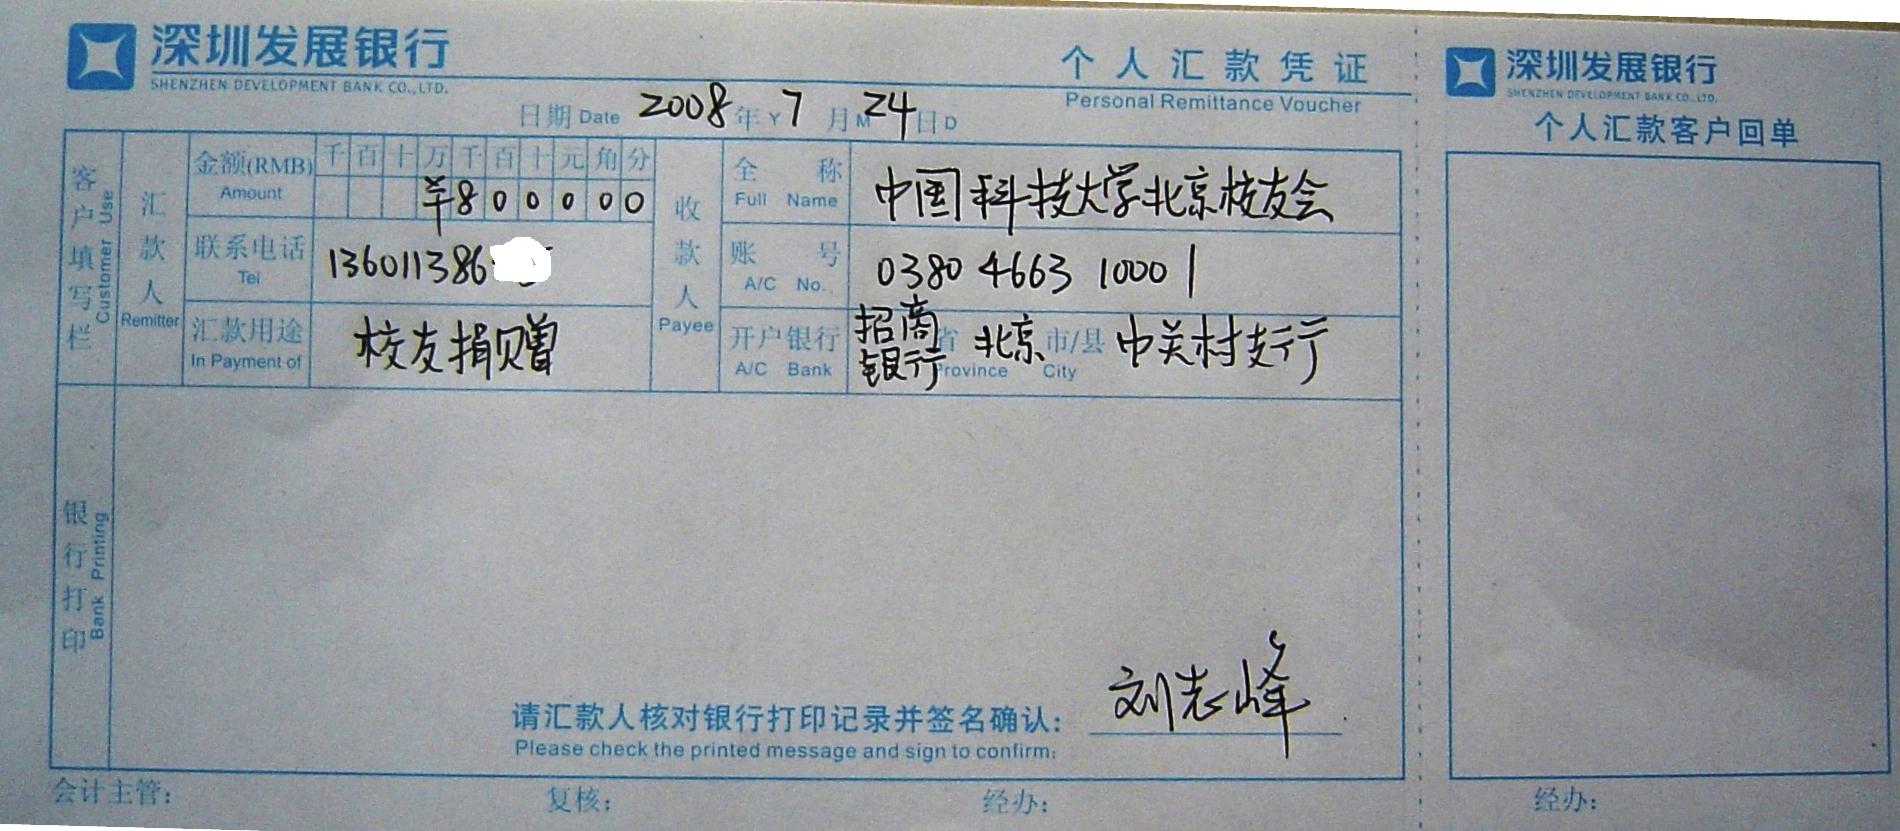 深圳发展银行
SHENZHEN DEVELOPMENT BANK CO.,LTD.
个人汇款凭证
Personal Remittance Voucher
日期 Date 2008 年 Y 7 月 M 24 日 D
客户填写栏 Customer Use
汇款人 Remitter
金额(RMB) Amount
千 百 十 万 千 百 十 元 角 分
¥ 8 0 0 0 0 0
联系电话 Tel
136011386
汇款用途 In Payment of
校友捐赠
收款人 Payee
全称 Full Name
中国科技大学北京校友会
账号 A/C No.
0380 4663 1000 1
开户银行 A/C Bank
招商银行 省 Province 北京 市/县 City 中关村支行
银行打印 Bank Printing
请汇款人核对银行打印记录并签名确认: 刘志峰
Please check the printed message and sign to confirm:
会计主管: 复核: 经办:
深圳发展银行
SHENZHEN DEVELOPMENT BANK CO.,LTD.
个人汇款客户回单
经办: